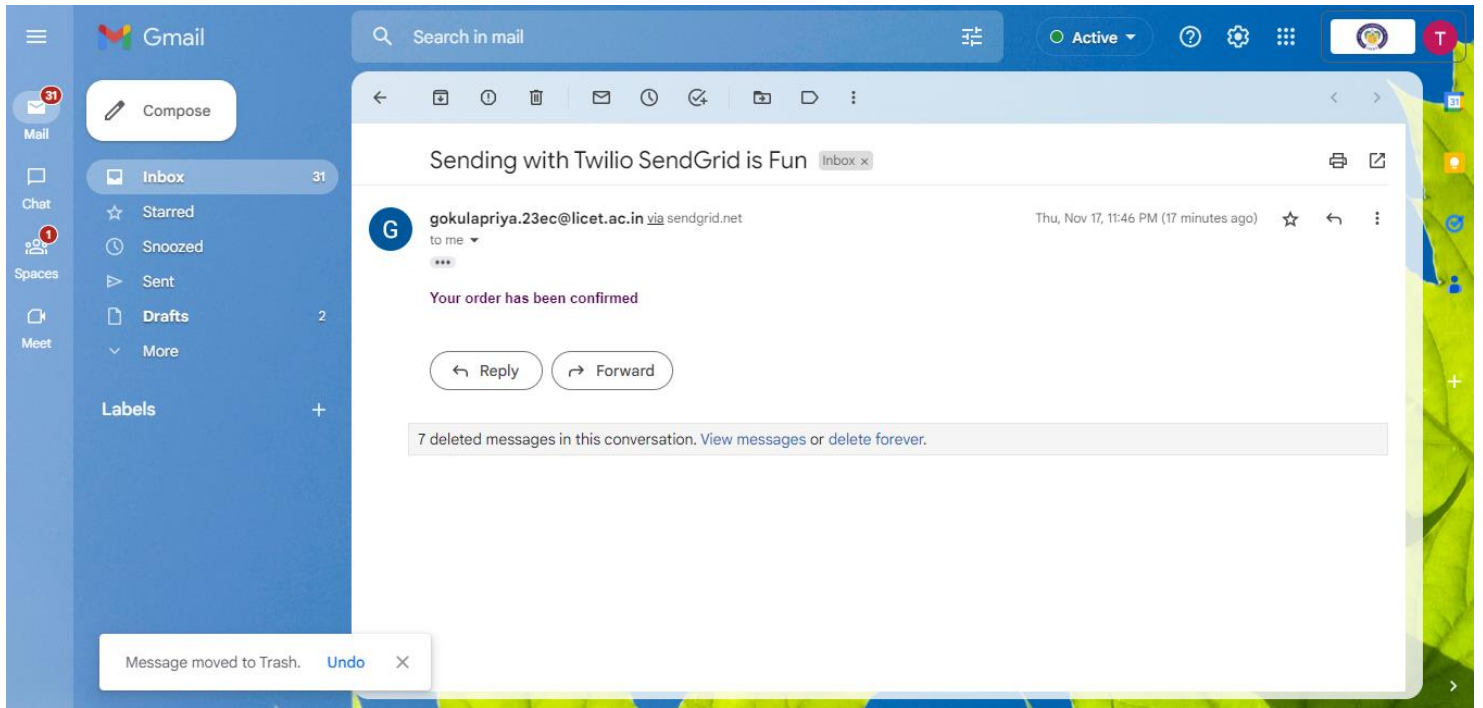 Gmail
Search in mail
Active
T
31
Mail
Compose
Chat
1
Spaces
Meet
Inbox 31
Starred
Snoozed
Sent
Drafts 2
More
Labels
Sending with Twilio SendGrid is Fun Inbox x
G
gokulapriya.23ec@licet.ac.in via sendgrid.net Thu, Nov 17, 11:46 PM (17 minutes ago)
to me
Your order has been confirmed
Reply Forward
7 deleted messages in this conversation. View messages or delete forever.
Message moved to Trash. Undo
31